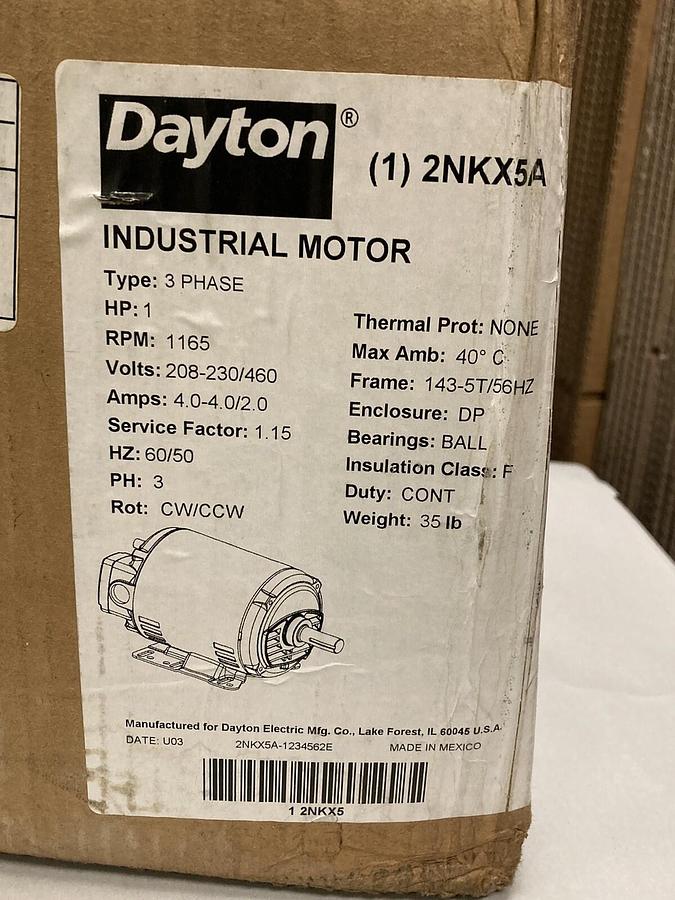 Dayton®
(1) 2NKX5A
INDUSTRIAL MOTOR
Type: 3 PHASE
HP: 1
RPM: 1165
Volts: 208-230/460
Amps: 4.0-4.0/2.0
Service Factor: 1.15
HZ: 60/50
PH: 3
Rot: CW/CCW
Thermal Prot: NONE
Max Amb: 40° C
Frame: 143-5T/56HZ
Enclosure: DP
Bearings: BALL
Insulation Class: F
Duty: CONT
Weight: 35 lb
Manufactured for Dayton Electric Mfg. Co., Lake Forest, IL 60045 U.S.A.
DATE: U03 2NKX5A-1234562E MADE IN MEXICO
1 2NKX5